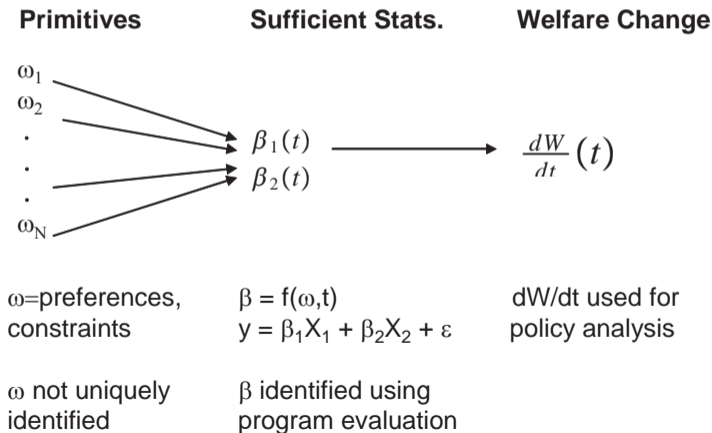 Primitives Sufficient Stats. Welfare Change
ω1
ω2
.
.
.
ωN
β1(t)
β2(t)
dW/dt (t)
ω=preferences,
constraints
β = f(ω,t)
y = β1X1 + β2X2 + ε
dW/dt used for
policy analysis
ω not uniquely
identified
β identified using
program evaluation